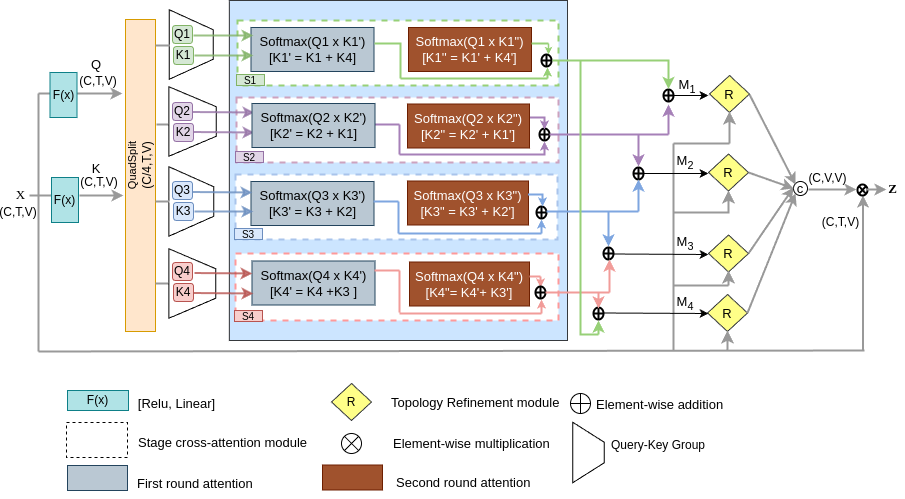 Q
(C,T,V)
F(x)
K
(C,T,V)
X
F(x)
(C,T,V)
QuadSplit
(C/4,T,V)
Q1
K1
Softmax(Q1 x K1')
[K1' = K1 + K4]
Softmax(Q1 x K1")
[K1" = K1' + K4']
S1
Q2
K2
Softmax(Q2 x K2')
[K2' = K2 + K1]
Softmax(Q2 x K2")
[K2" = K2' + K1']
S2
Q3
K3
Softmax(Q3 x K3')
[K3' = K3 + K2]
Softmax(Q3 x K3")
[K3" = K3' + K2']
S3
Q4
K4
Softmax(Q4 x K4')
[K4' = K4 +K3 ]
Softmax(Q4 x K4")
[K4"= K4'+ K3']
S4
M1
R
M2
R
M3
R
M4
R
C
(C,V,V)
(C,T,V)
Z
F(x)
[Relu, Linear]
R
Topology Refinement module
Element-wise addition
Stage cross-attention module
Element-wise multiplication
Query-Key Group
First round attention
Second round attention